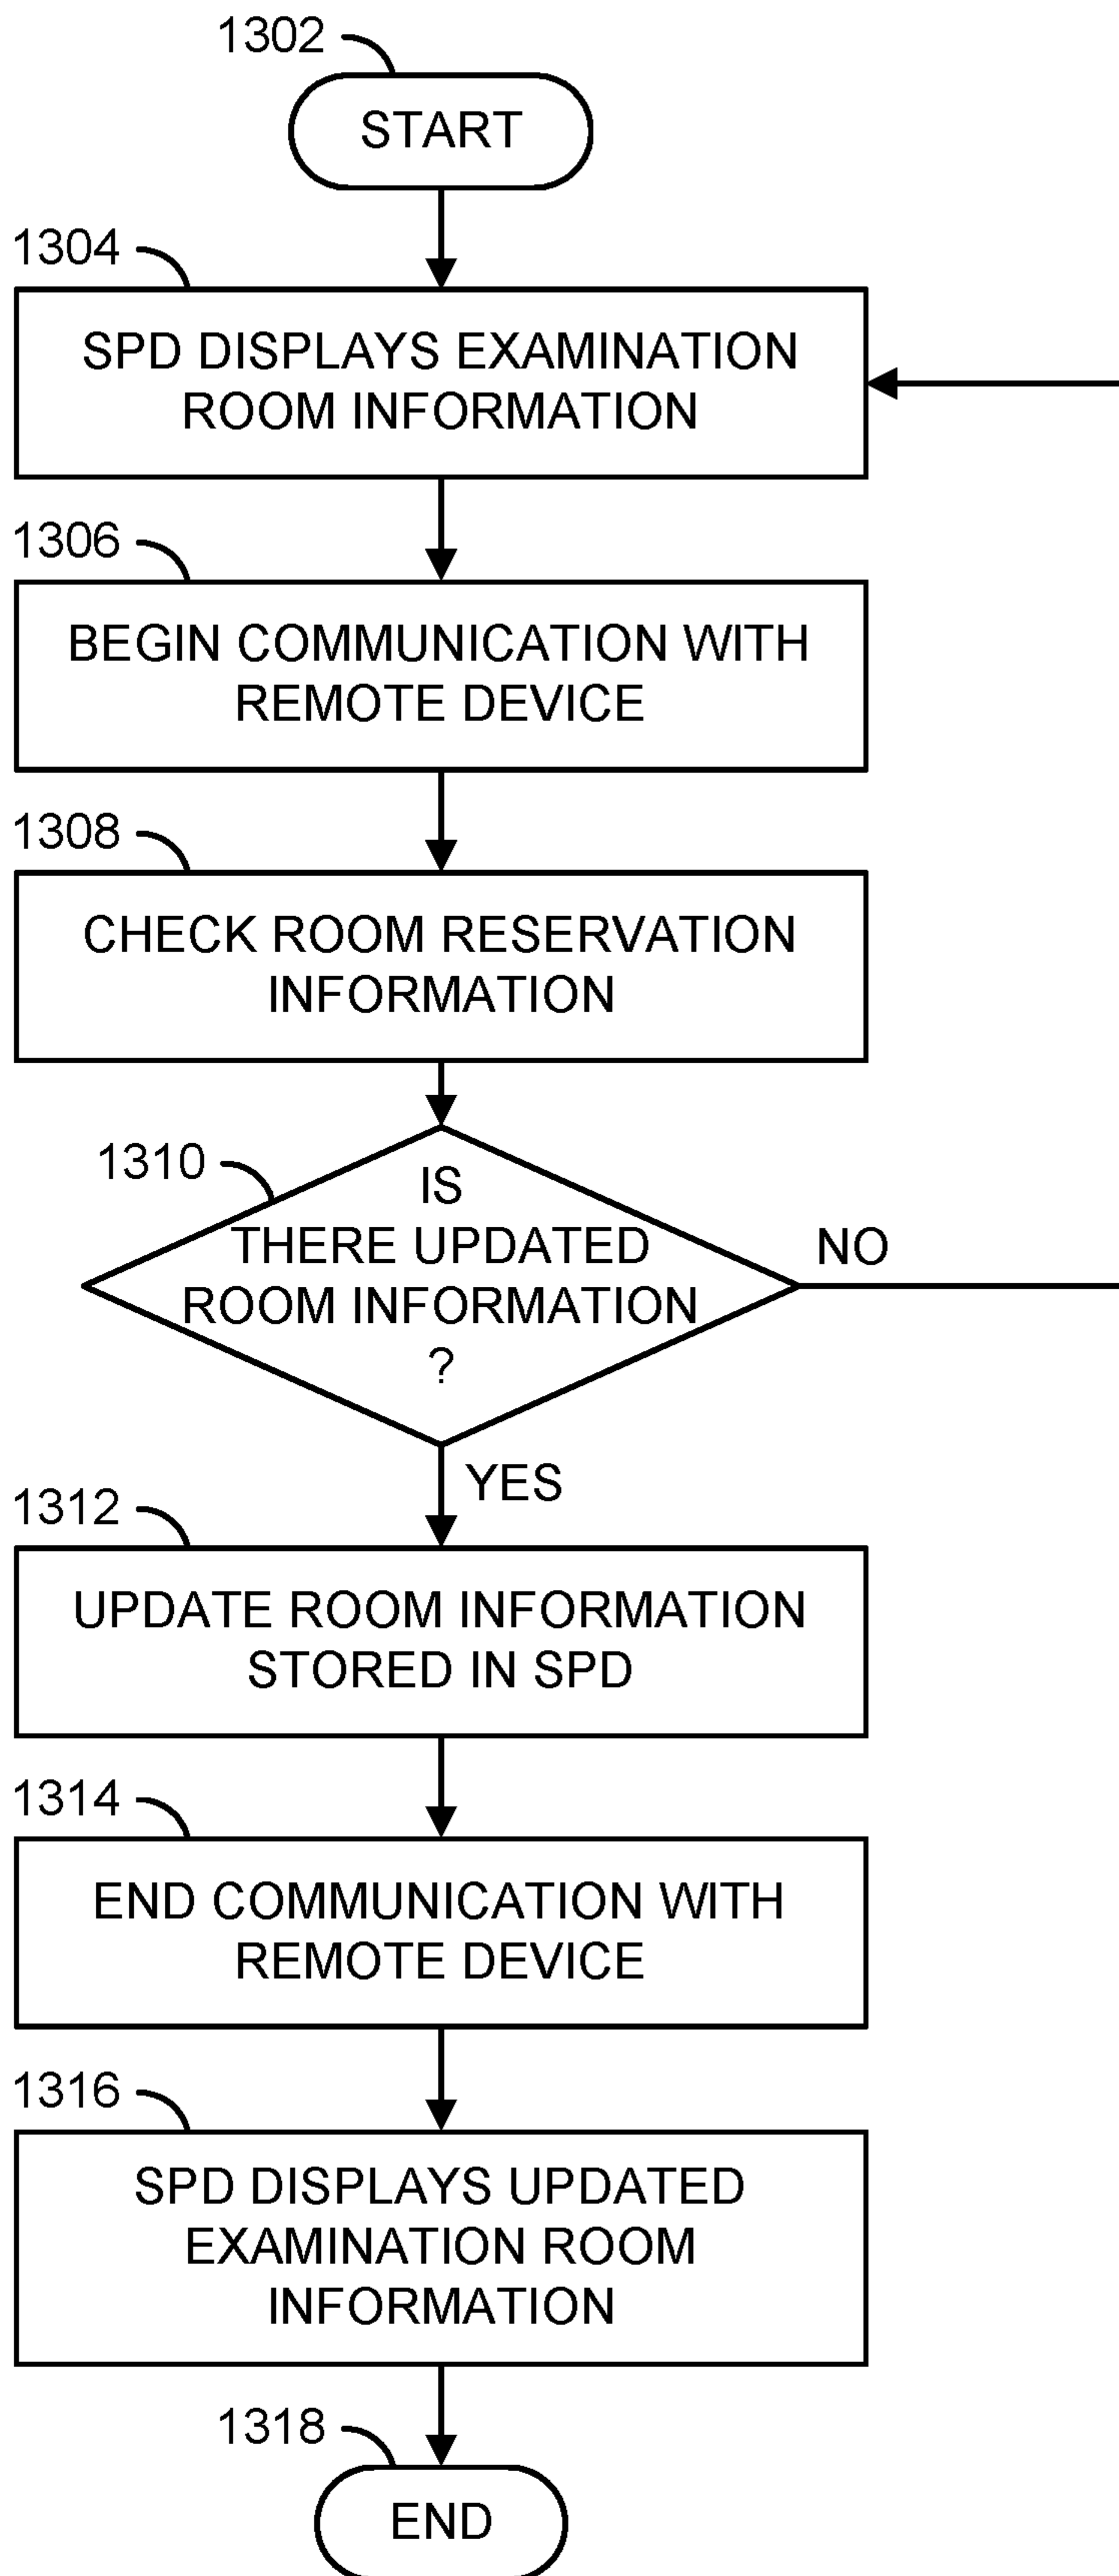 1302
START
1304
SPD DISPLAYS EXAMINATION
ROOM INFORMATION
1306
BEGIN COMMUNICATION WITH
REMOTE DEVICE
1308
CHECK ROOM RESERVATION
INFORMATION
1310
IS
THERE UPDATED
ROOM INFORMATION
?
NO
YES
1312
UPDATE ROOM INFORMATION
STORED IN SPD
1314
END COMMUNICATION WITH
REMOTE DEVICE
1316
SPD DISPLAYS UPDATED
EXAMINATION ROOM
INFORMATION
1318
END